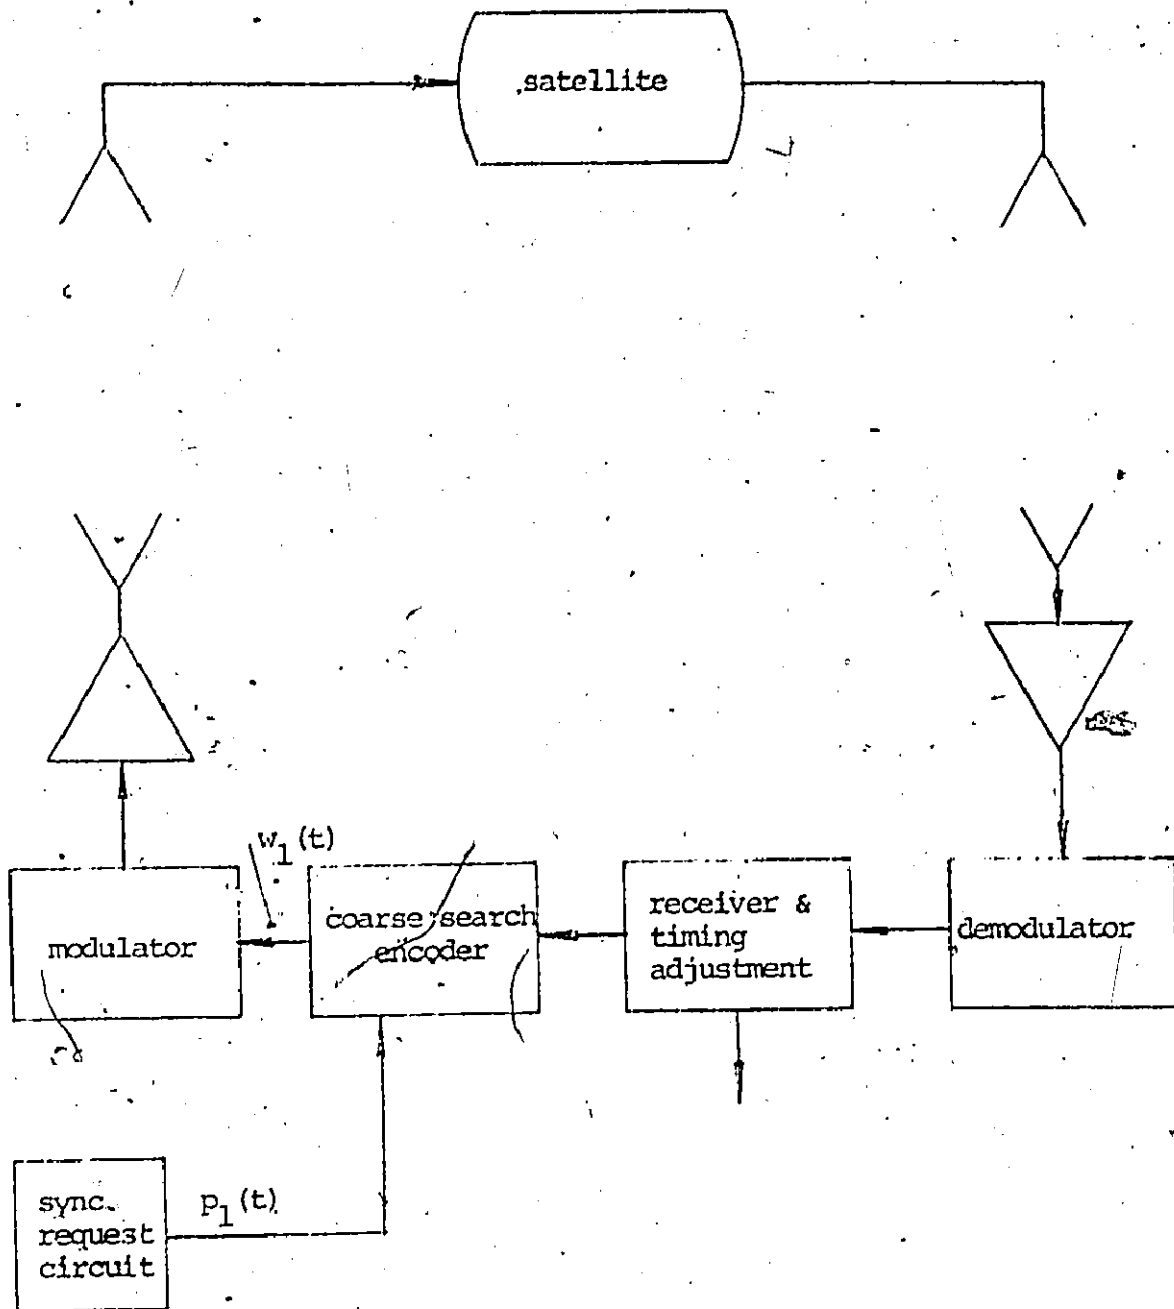 satellite
w1(t)
modulator
coarse search
encoder
receiver &
timing
adjustment
demodulator
sync.
request
circuit
p1(t)